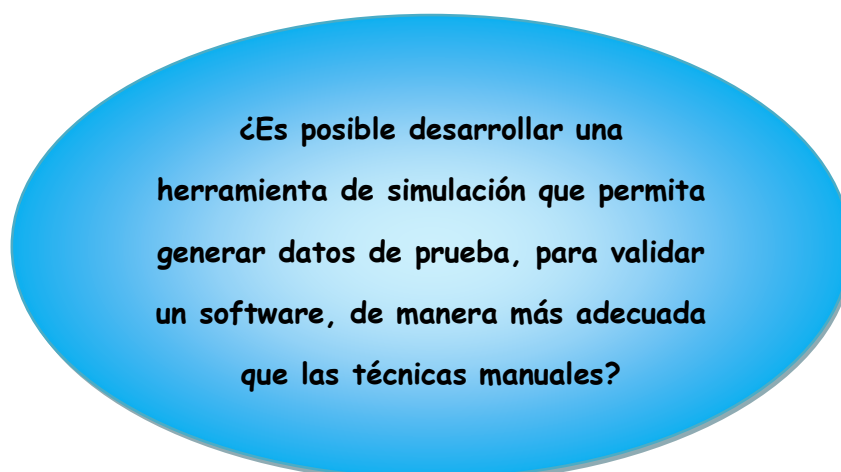 ¿Es posible desarrollar una
herramienta de simulación que permita
generar datos de prueba, para validar
un software, de manera más adecuada
que las técnicas manuales?